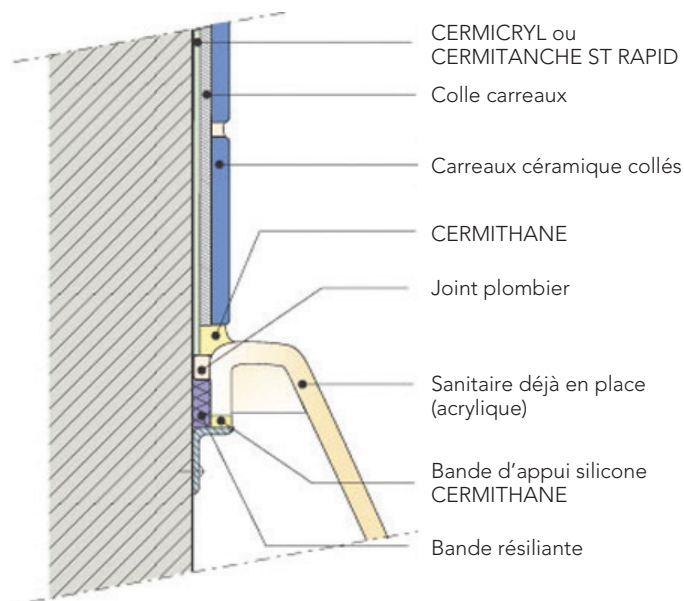 CERMICRYL ou
CERMITANCHE ST RAPID
Colle carreaux
Carreaux céramique collés
CERMITHANE
Joint plombier
Sanitaire déjà en place
(acrylique)
Bande d’appui silicone
CERMITHANE
Bande résiliante